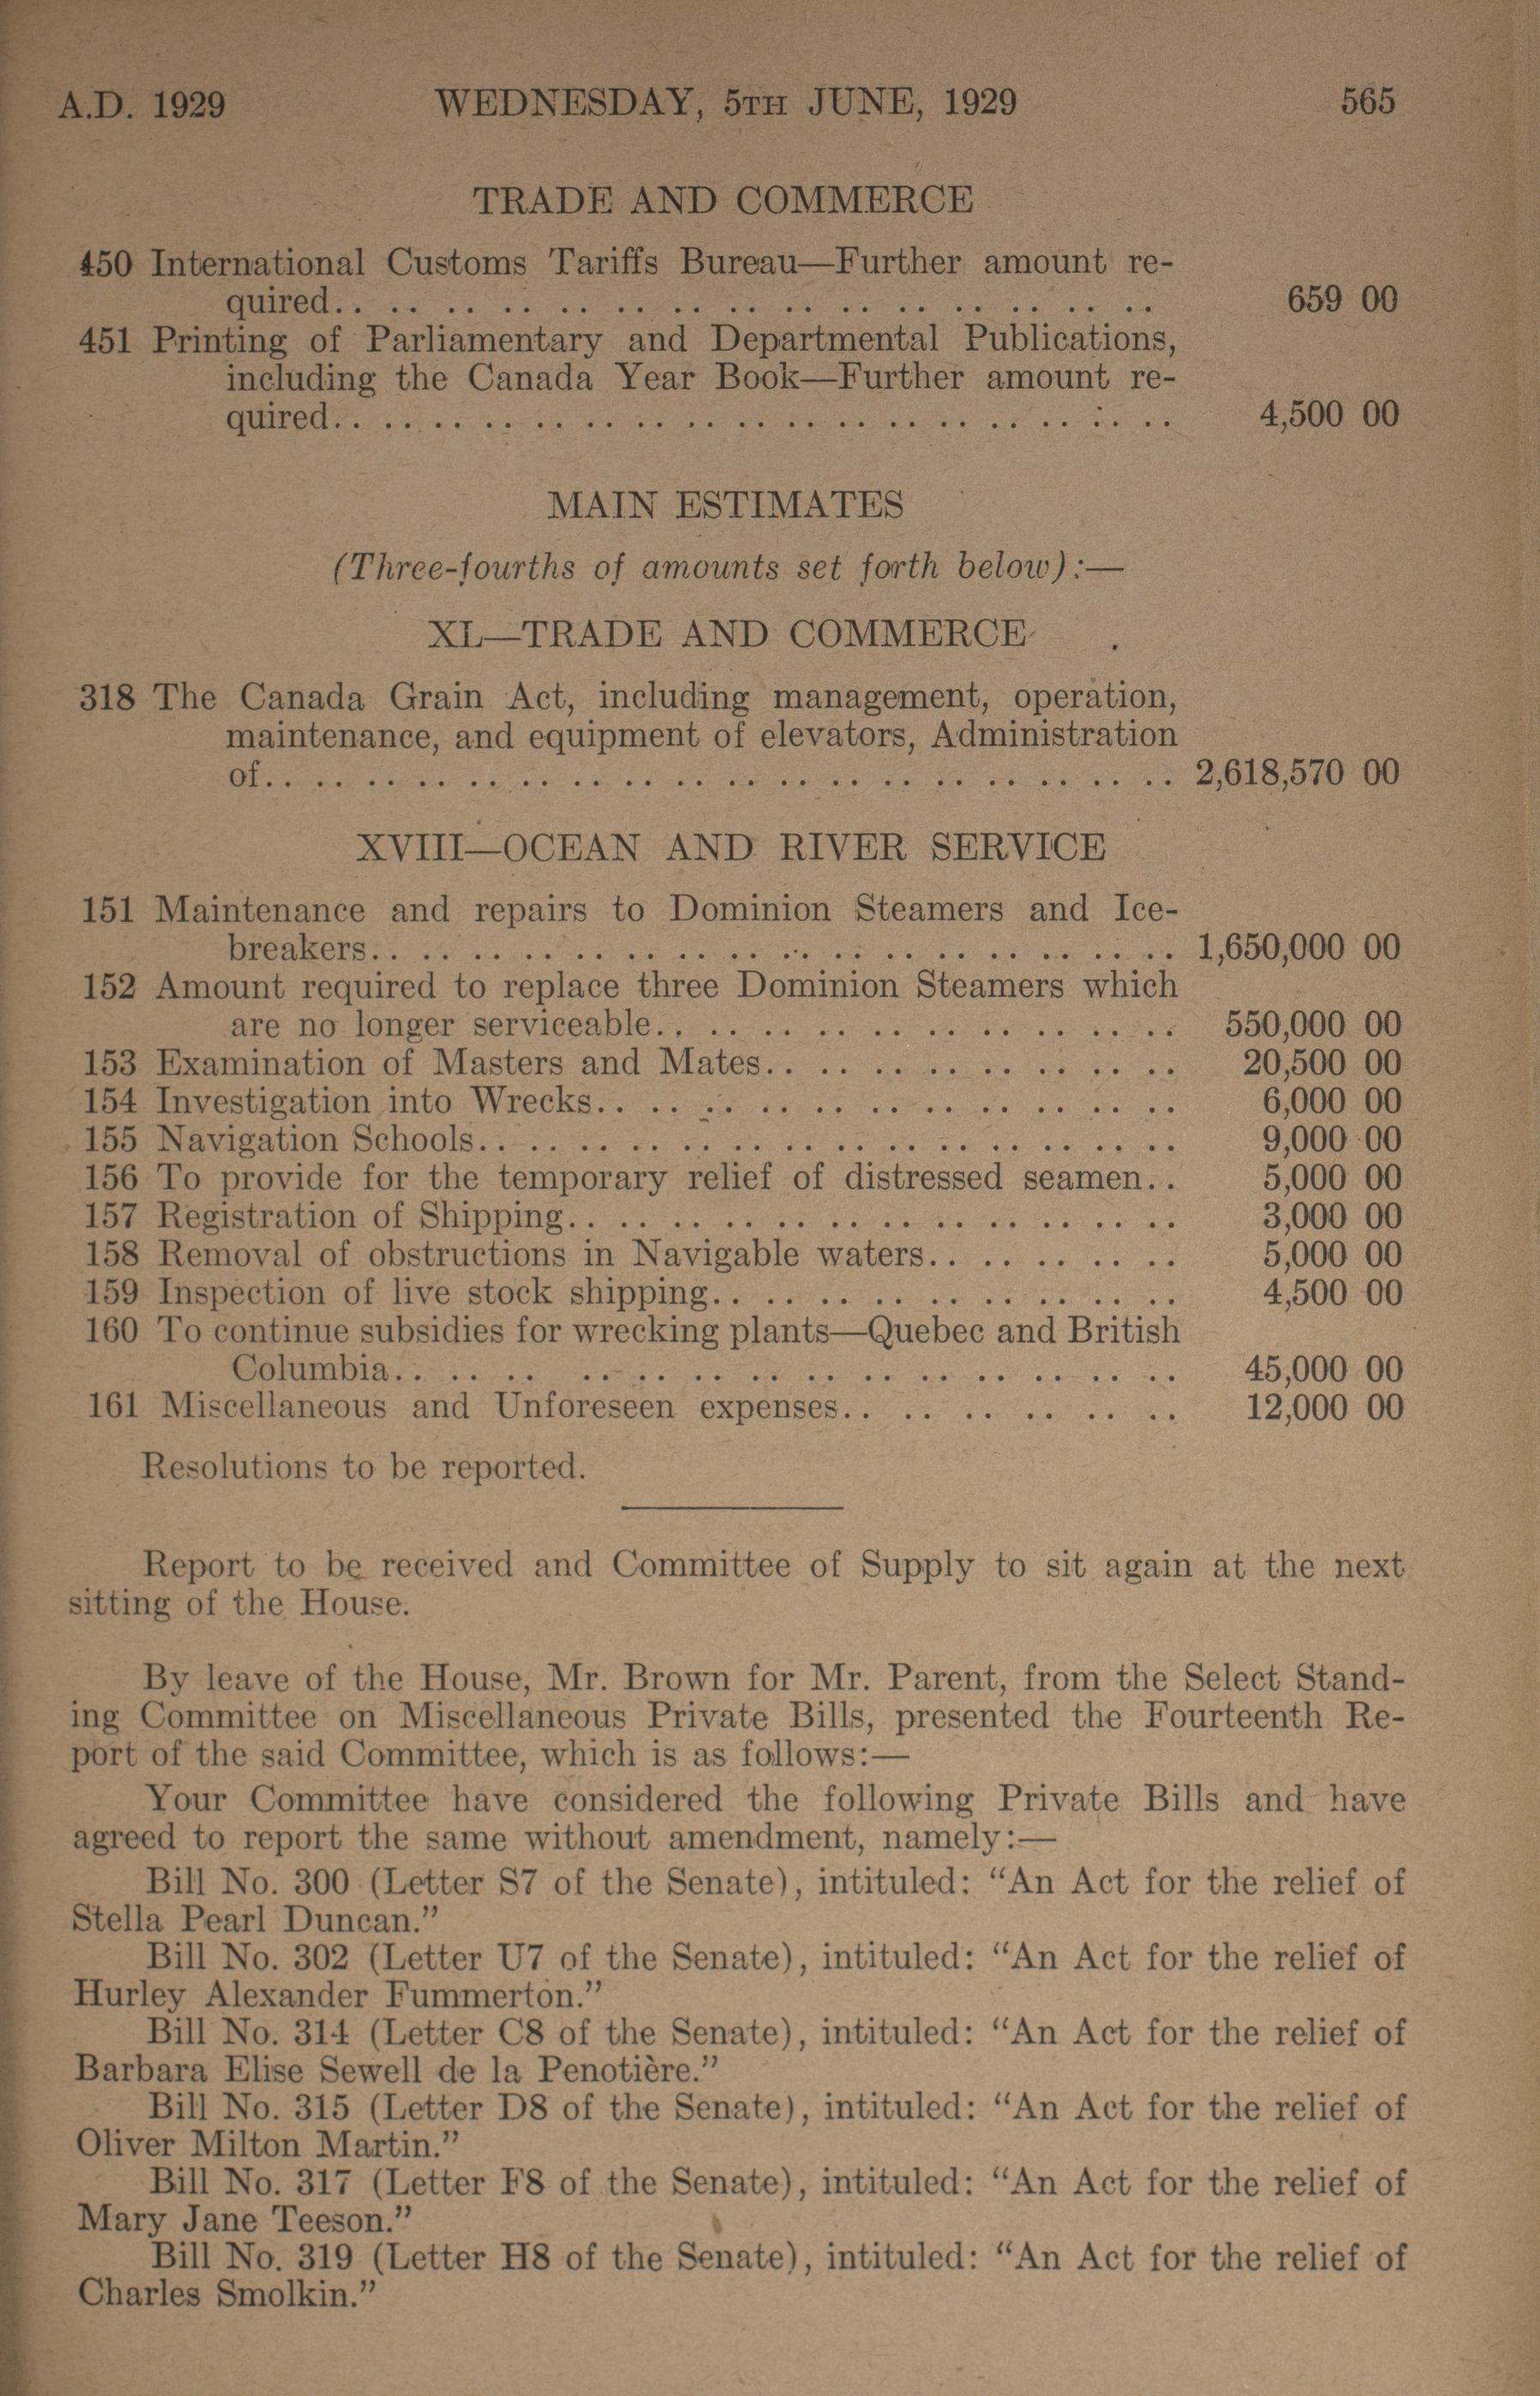 A.D. 1929 WEDNESDAY, 5TH JUNE, 1929 565
TRADE AND COMMERCE
450 International Customs Tariffs Bureau—Further amount re-
quired.. .. .. .. .. .. .. .. .. .. .. .. .. .. .. 659 00
451 Printing of Parliamentary and Departmental Publications,
including the Canada Year Book—Further amount re-
quired.. .. .. .. .. .. .. .. .. .. .. .. .. .. .. .. .. 4,500 00
MAIN ESTIMATES
(Three-fourths of amounts set forth below):—
XL—TRADE AND COMMERCE
318 The Canada Grain Act, including management, operation,
maintenance, and equipment of elevators, Administration
of.. .. .. .. .. .. .. .. .. .. .. .. .. .. .. .. .. .. 2,618,570 00
XVIII—OCEAN AND RIVER SERVICE
151 Maintenance and repairs to Dominion Steamers and Ice-
breakers.. .. .. .. .. .. .. .. .. .. .. .. .. .. .. .. 1,650,000 00
152 Amount required to replace three Dominion Steamers which
are no longer serviceable.. .. .. .. .. .. .. .. .. .. 550,000 00
153 Examination of Masters and Mates.. .. .. .. .. .. .. .. 20,500 00
154 Investigation into Wrecks.. .. .. .. .. .. .. .. .. .. .. 6,000 00
155 Navigation Schools.. .. .. .. .. .. .. .. .. .. .. .. .. .. 9,000 00
156 To provide for the temporary relief of distressed seamen.. 5,000 00
157 Registration of Shipping.. .. .. .. .. .. .. .. .. .. .. .. 3,000 00
158 Removal of obstructions in Navigable waters.. .. .. .. .. 5,000 00
159 Inspection of live stock shipping.. .. .. .. .. .. .. .. .. 4,500 00
160 To continue subsidies for wrecking plants—Quebec and British
Columbia.. .. .. .. .. .. .. .. .. .. .. .. .. .. 45,000 00
161 Miscellaneous and Unforeseen expenses.. .. .. .. .. .. .. 12,000 00
Resolutions to be reported.
Report to be received and Committee of Supply to sit again at the next
sitting of the House.
By leave of the House, Mr. Brown for Mr. Parent, from the Select Stand-
ing Committee on Miscellaneous Private Bills, presented the Fourteenth Re-
port of the said Committee, which is as follows:—
Your Committee have considered the following Private Bills and have
agreed to report the same without amendment, namely:—
Bill No. 300 (Letter S7 of the Senate), intituled: “An Act for the relief of
Stella Pearl Duncan.”
Bill No. 302 (Letter U7 of the Senate), intituled: “An Act for the relief of
Hurley Alexander Fummerton.”
Bill No. 314 (Letter C8 of the Senate), intituled: “An Act for the relief of
Barbara Elise Sewell de la Penotière.”
Bill No. 315 (Letter D8 of the Senate), intituled: “An Act for the relief of
Oliver Milton Martin.”
Bill No. 317 (Letter F8 of the Senate), intituled: “An Act for the relief of
Mary Jane Teeson.”
Bill No. 319 (Letter H8 of the Senate), intituled: “An Act for the relief of
Charles Smolkin.”